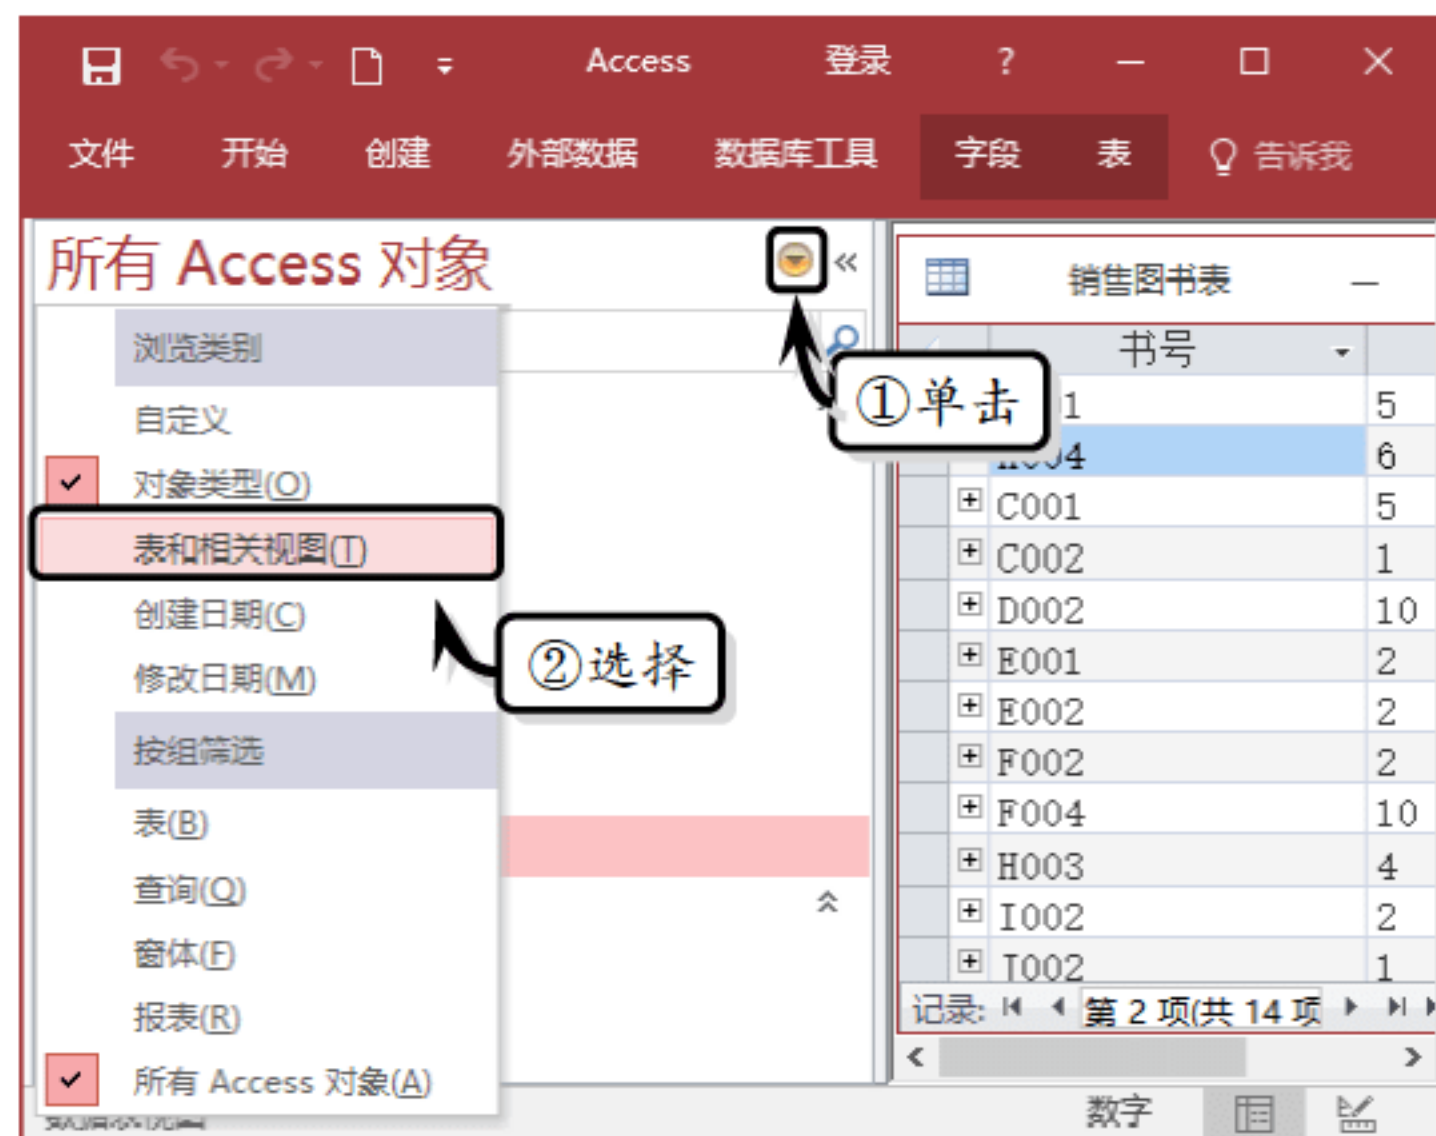 Access 登录 ?
文件 开始 创建 外部数据 数据库工具 字段 表 告诉我
所有 Access 对象
浏览类别
自定义
对象类型(O)
表和相关视图(T)
创建日期(C)
修改日期(M)
按组筛选
表(B)
查询(Q)
窗体(F)
报表(R)
所有 Access 对象(A)
①单击
②选择
销售图书表
书号
1 5
004 6
C001 5
C002 1
D002 10
E001 2
E002 2
F002 2
F004 10
H003 4
I002 2
I002 1
记录: 第 2 项(共 14 项
数据表视图
数字